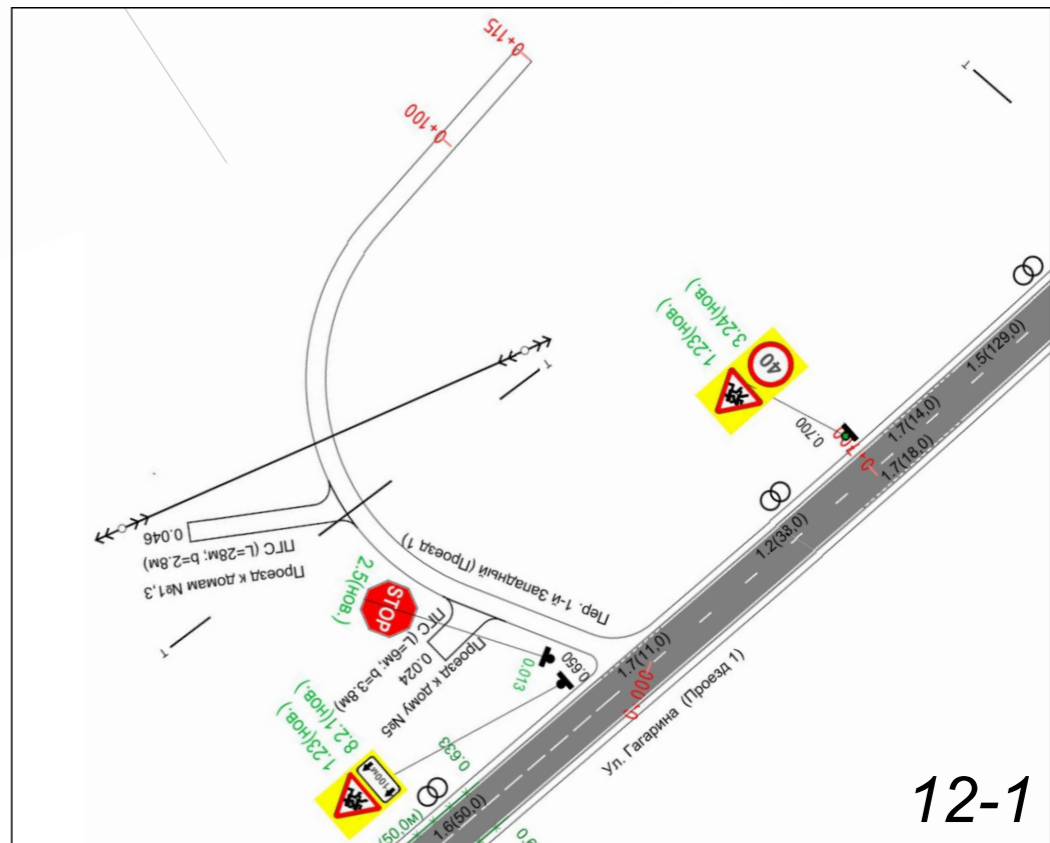 0+115
0+100
т
3.24(нов.)
1.23(нов.)
40
0.700
0+700
1.5(129,0)
1.7(14,0)
1.7(18,0)
1.2(38,0)
т
0.046
ПГС (L=28м; b=2.8м)
Проезд к домам №1,3
Пер. 1-й Западный (Проезд 1)
2.5(нов.)
STOP
ПГС (L=6м; b=3.8м)
0.024
Проезд к дому №5
0.013
0.650
т
1.7(11,0)
0+000
Ул. Гагарина (Проезд 1)
8.2.1(нов.)
1.23(нов.)
100м
0.633
1.6(50,0)
(50,0м)
12-1